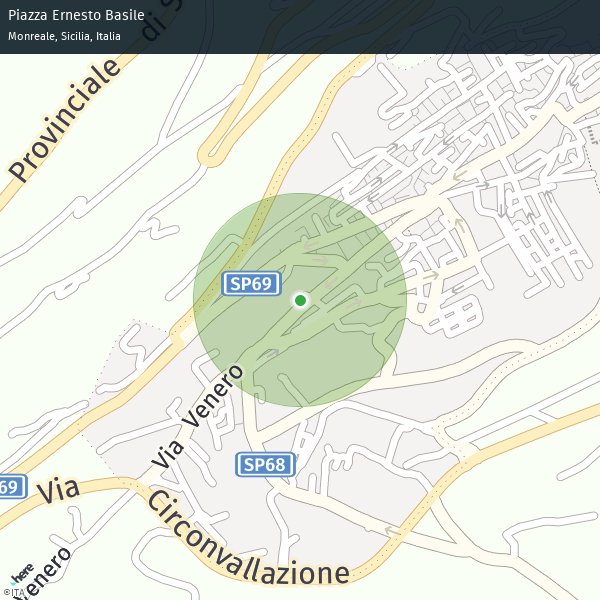 Piazza Ernesto Basile
Monreale, Sicilia, Italia
Provinciale di S
SP69
Via Venero
SP68
69
Via Circonvallazione
Venero
here
© ITA